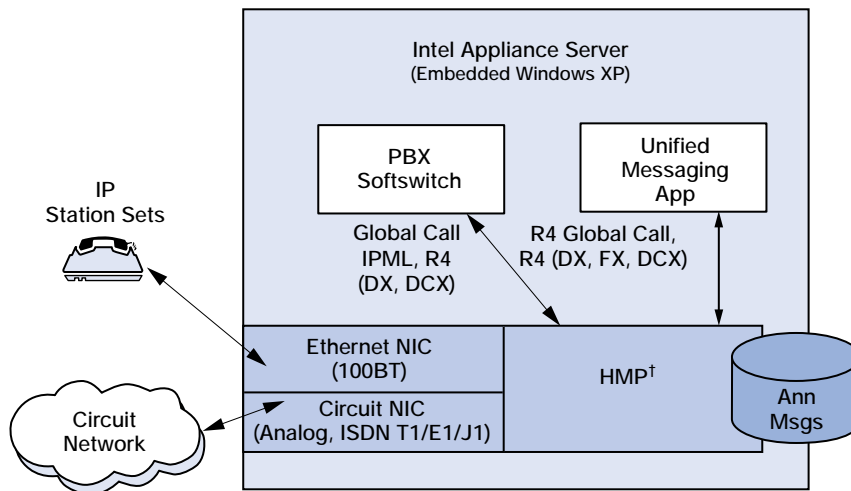 Intel Appliance Server
(Embedded Windows XP)
PBX
Softswitch
Unified
Messaging
App
IP
Station Sets
Global Call
IPML, R4
(DX, DCX)
R4 Global Call,
R4 (DX, FX, DCX)
Ethernet NIC
(100BT)
HMP†
Circuit NIC
(Analog, ISDN T1/E1/J1)
Ann
Msgs
Circuit
Network